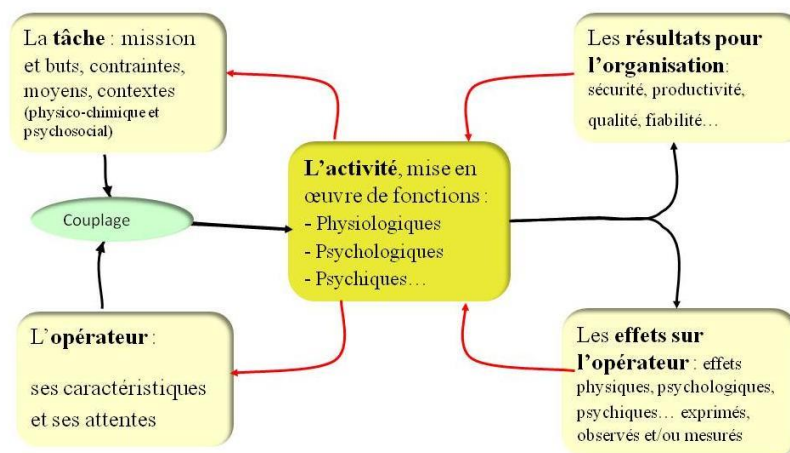 La tâche : mission
et buts, contraintes,
moyens, contextes
(physico-chimique et
psychosocial)
Les résultats pour
l'organisation:
sécurité, productivité,
qualité, fiabilité…
L'activité, mise en
œuvre de fonctions :
- Physiologiques
- Psychologiques
- Psychiques…
Couplage
L'opérateur :
ses caractéristiques
et ses attentes
Les effets sur
l'opérateur : effets
physiques, psychologiques,
psychiques… exprimés,
observés et/ou mesurés